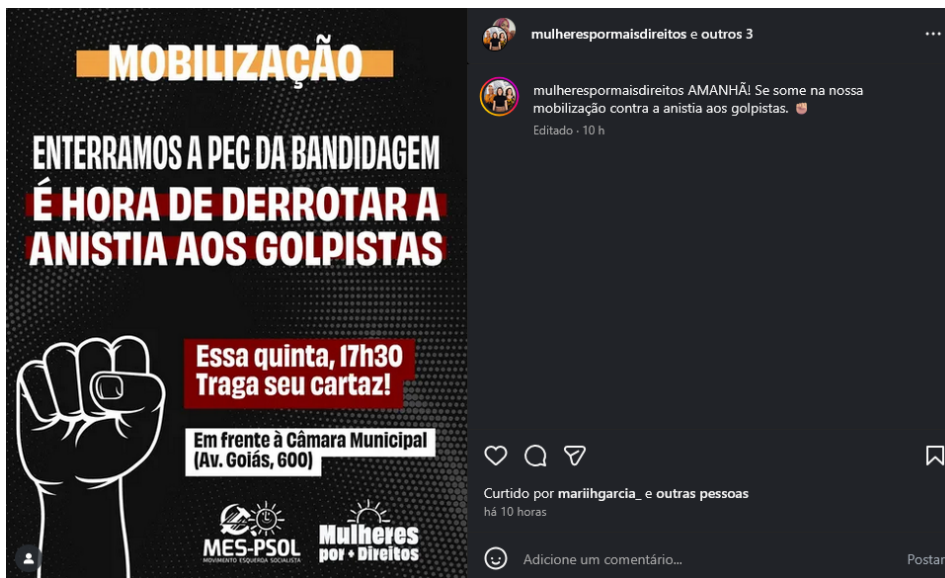 MOBILIZAÇÃO
ENTERRAMOS A PEC DA BANDIDAGEM
É HORA DE DERROTAR A
ANISTIA AOS GOLPISTAS
Essa quinta, 17h30
Traga seu cartaz!
Em frente à Câmara Municipal
(Av. Goiás, 600)
MES-PSOL
MOVIMENTO ESQUERDA SOCIALISTA
Mulheres
por + Direitos
mulherespormaisdireitos e outros 3
mulherespormaisdireitos AMANHÃ! Se some na nossa
mobilização contra a anistia aos golpistas. ✊🏽
Editado · 10 h
Curtido por mariihgarcia_ e outras pessoas
há 10 horas
Adicione um comentário...
Postar